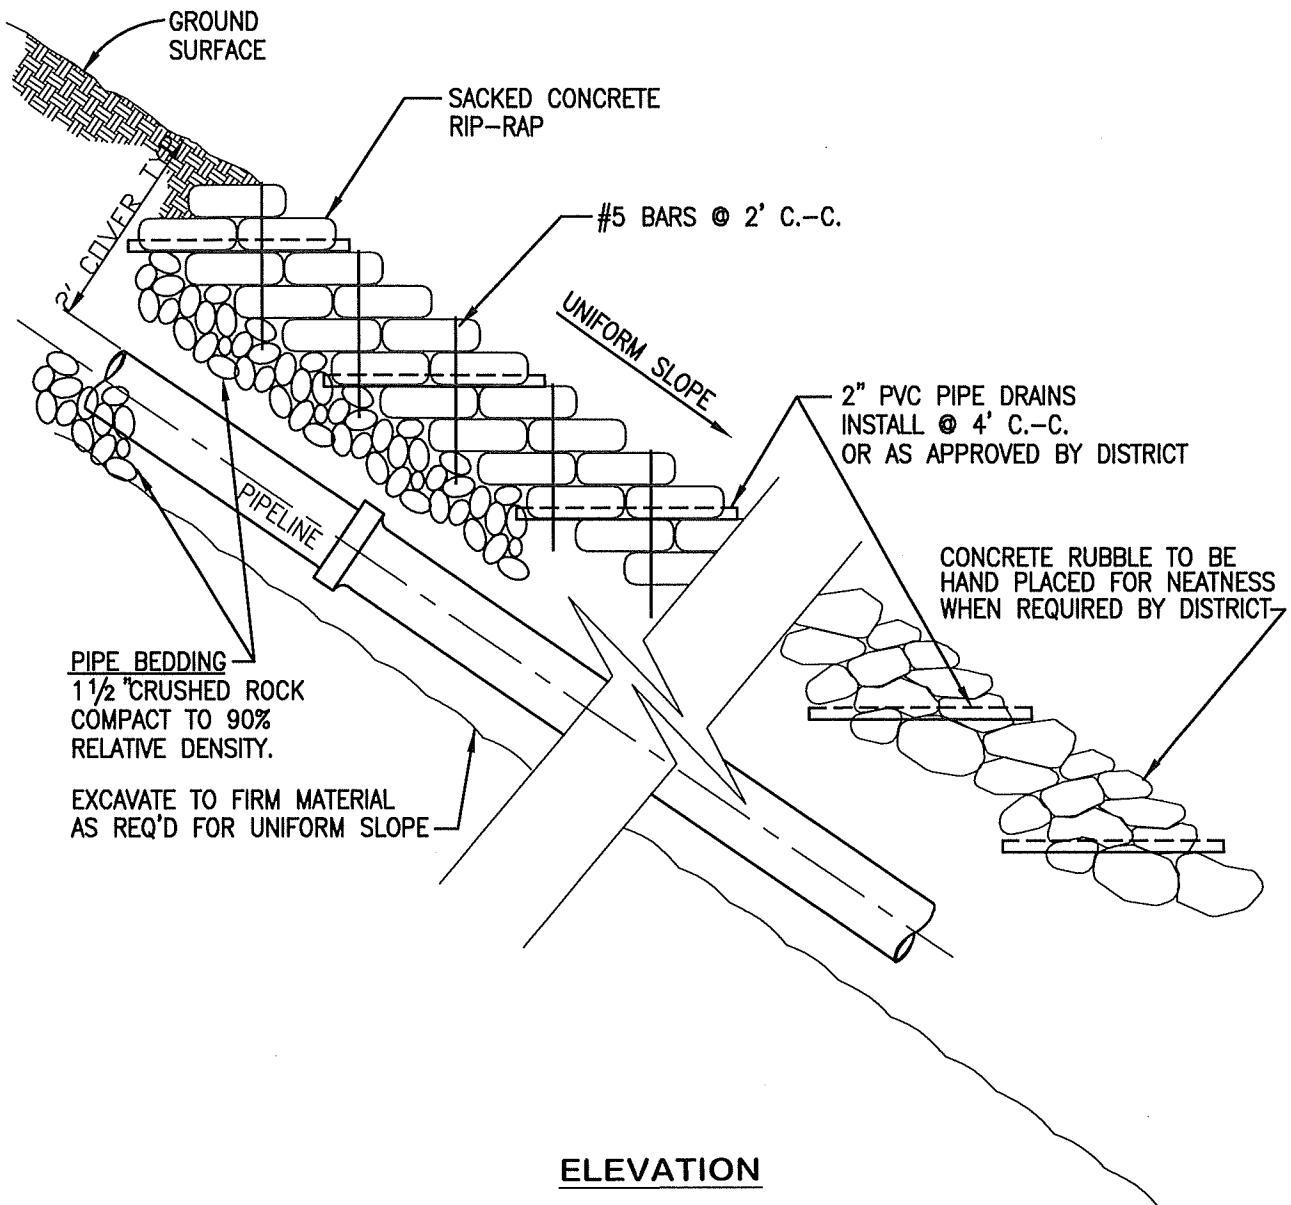 GROUND
SURFACE
SACKED CONCRETE
RIP-RAP
2' COVER TYP
#5 BARS @ 2' C.-C.
UNIFORM SLOPE
2" PVC PIPE DRAINS
INSTALL @ 4' C.-C.
OR AS APPROVED BY DISTRICT
PIPELINE
CONCRETE RUBBLE TO BE
HAND PLACED FOR NEATNESS
WHEN REQUIRED BY DISTRICT
PIPE BEDDING
1 1/2" CRUSHED ROCK
COMPACT TO 90%
RELATIVE DENSITY.
EXCAVATE TO FIRM MATERIAL
AS REQ'D FOR UNIFORM SLOPE
ELEVATION